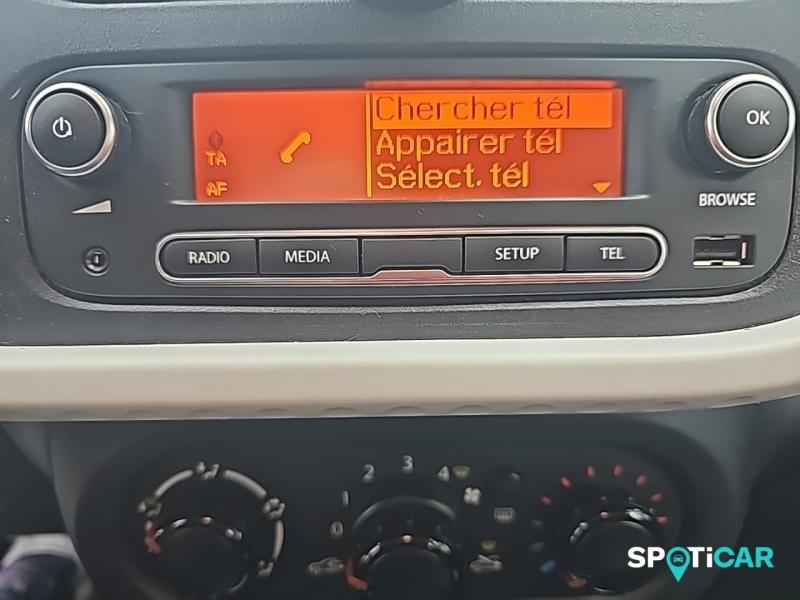 Chercher tél
Appairer tél
Sélect. tél
TA
AF
OK
BROWSE
RADIO
MEDIA
SETUP
TEL
0
1
2
3
4
SPOTiCAR